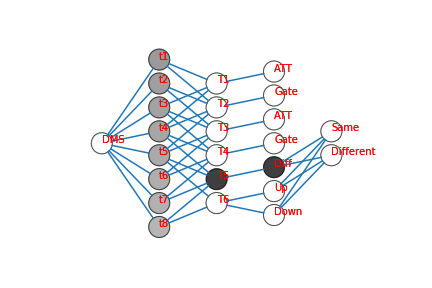 DMS
t1
t2
t3
t4
t5
t6
t7
t8
T1
T2
T3
T4
T5
T6
ATT
Gate
ATT
Gate
Diff
Up
Down
Same
Different